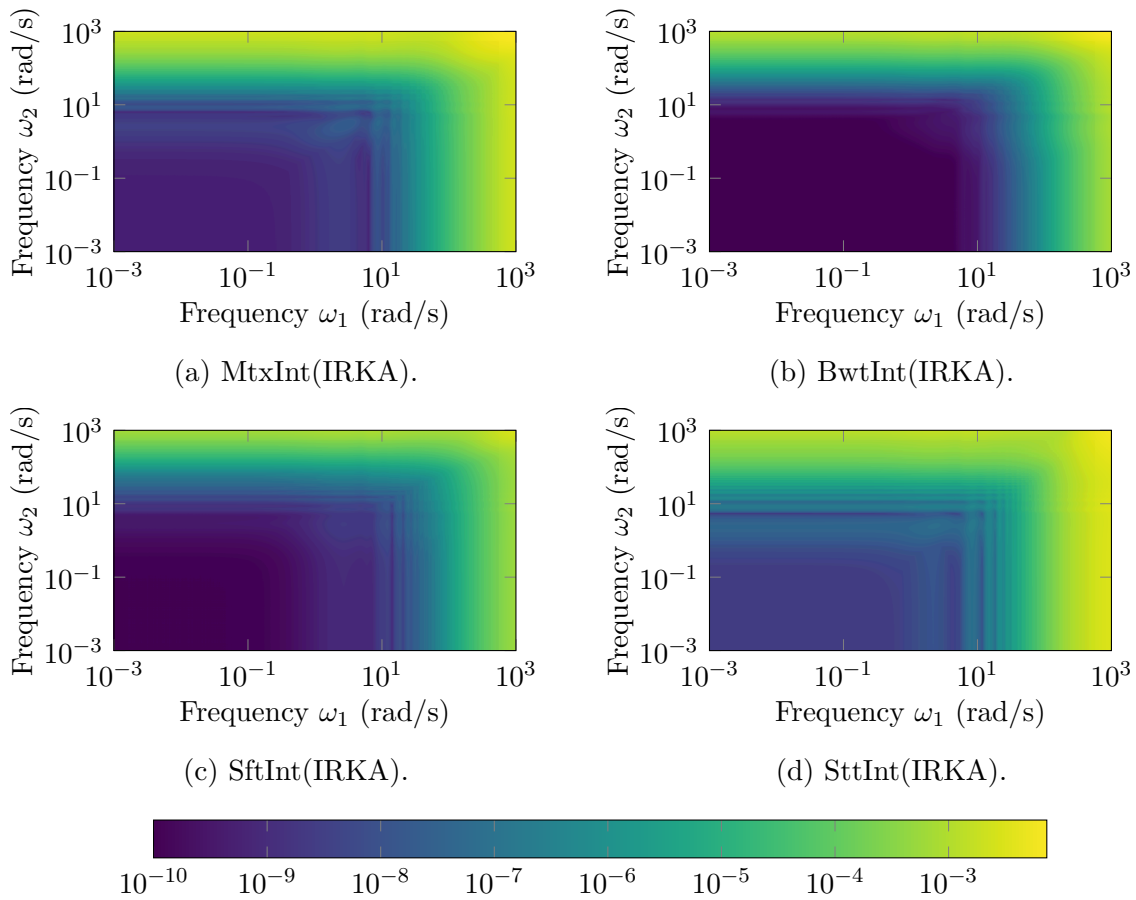 10^3
10^1
10^-1
10^-3
Frequency ω₂ (rad/s)
10^-3 10^-1 10^1 10^3
Frequency ω₁ (rad/s)
(a) MtxInt(IRKA).
10^3
10^1
10^-1
10^-3
Frequency ω₂ (rad/s)
10^-3 10^-1 10^1 10^3
Frequency ω₁ (rad/s)
(b) BwtInt(IRKA).
10^3
10^1
10^-1
10^-3
Frequency ω₂ (rad/s)
10^-3 10^-1 10^1 10^3
Frequency ω₁ (rad/s)
(c) SftInt(IRKA).
10^3
10^1
10^-1
10^-3
Frequency ω₂ (rad/s)
10^-3 10^-1 10^1 10^3
Frequency ω₁ (rad/s)
(d) SttInt(IRKA).
10^-10 10^-9 10^-8 10^-7 10^-6 10^-5 10^-4 10^-3